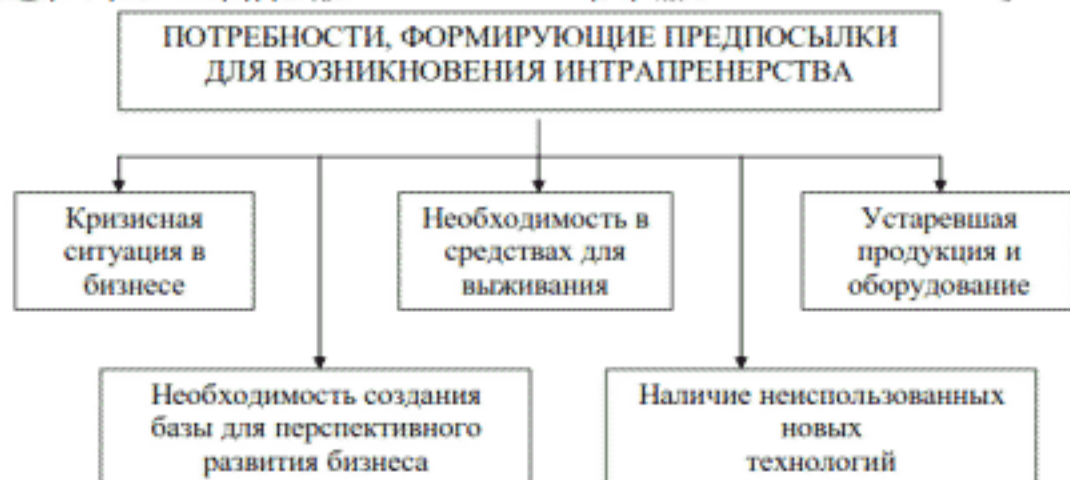 ПОТРЕБНОСТИ, ФОРМИРУЮЩИЕ ПРЕДПОСЫЛКИ
ДЛЯ ВОЗНИКНОВЕНИЯ ИНТРАПРЕНЕРСТВА
Кризисная
ситуация в
бизнесе
Необходимость в
средствах для
выживания
Устаревшая
продукция и
оборудование
Необходимость создания
базы для перспективного
развития бизнеса
Наличие неиспользованных
новых
технологий